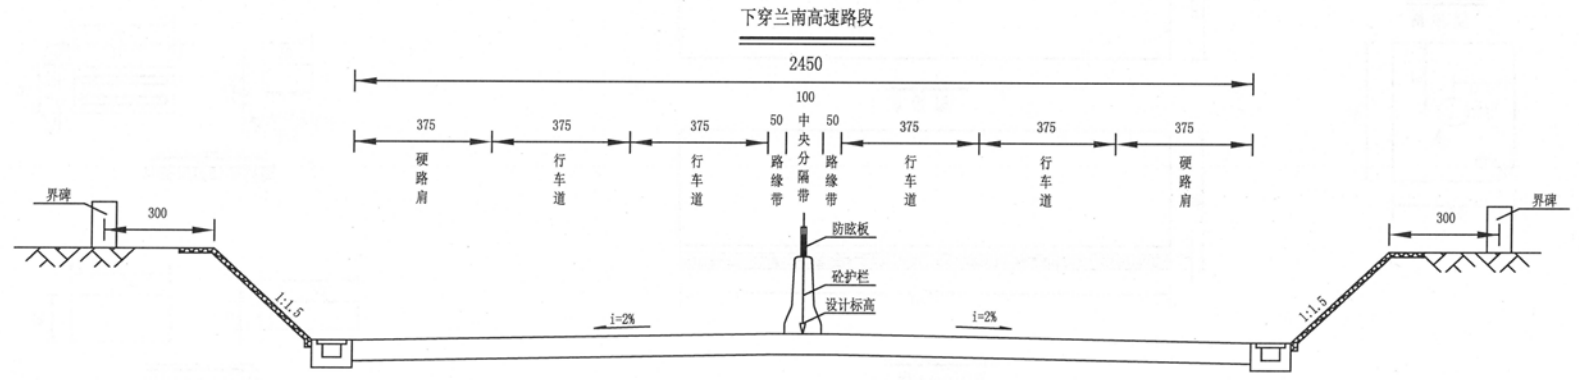 下穿兰南高速路段
2450
100
375 375 375 50 中央分隔带 50 375 375 375
硬路肩 行车道 行车道 路缘带 路缘带 行车道 行车道 硬路肩
界碑 300 300 界碑
防眩板
砼护栏
设计标高
1:1.5 i=2% i=2% 1:1.5